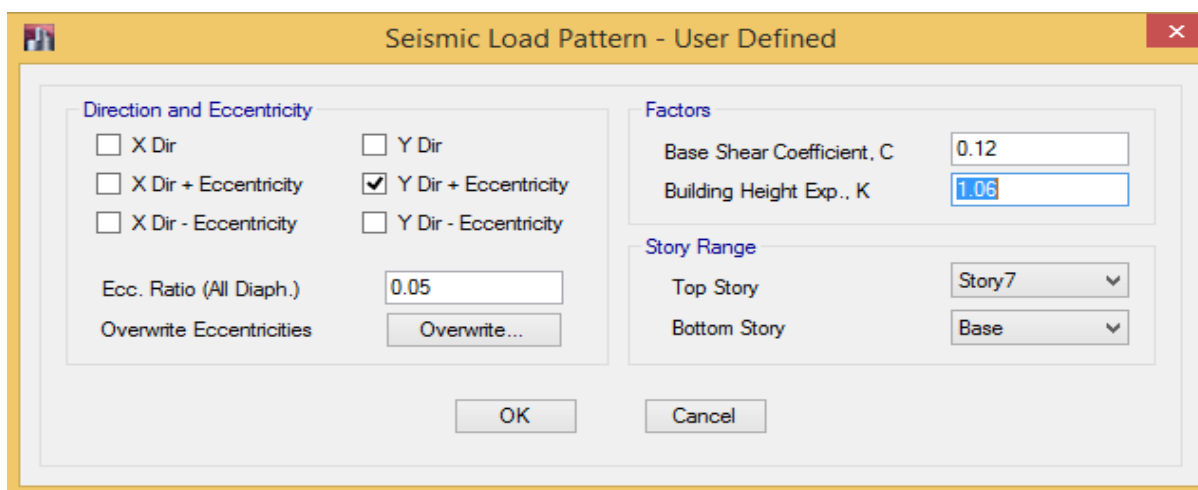 Seismic Load Pattern - User Defined
Direction and Eccentricity
X Dir
Y Dir
X Dir + Eccentricity
Y Dir + Eccentricity
X Dir - Eccentricity
Y Dir - Eccentricity
Ecc. Ratio (All Diaph.)
0.05
Overwrite Eccentricities
Overwrite...
Factors
Base Shear Coefficient, C
0.12
Building Height Exp., K
1.06
Story Range
Top Story
Story7
Bottom Story
Base
OK
Cancel